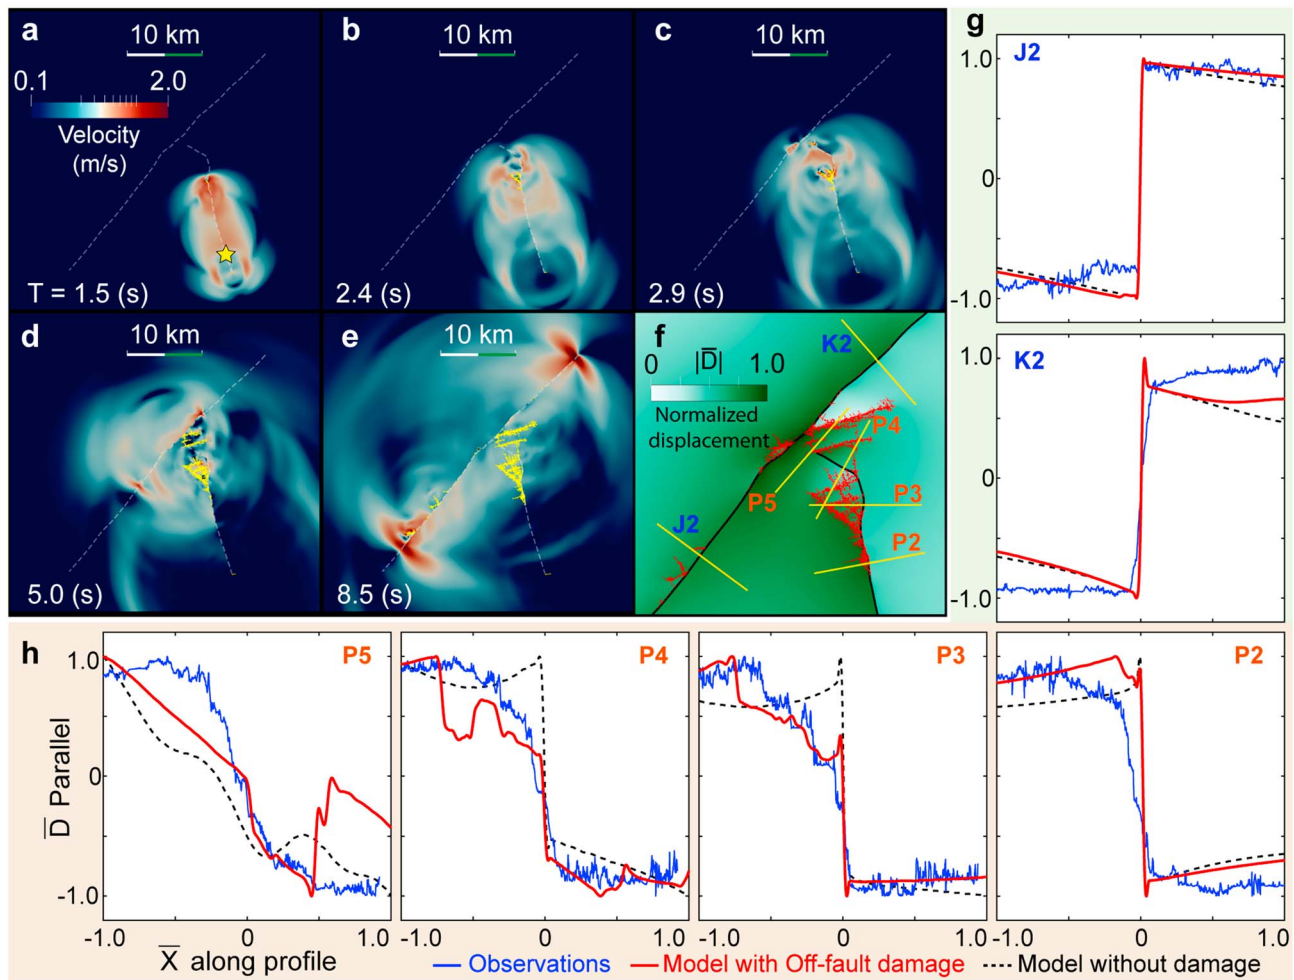 a
10 km
0.1
2.0
Velocity
(m/s)
T = 1.5 (s)
b
10 km
2.4 (s)
c
10 km
2.9 (s)
g
J2
1.0
0
-1.0
d
10 km
5.0 (s)
e
10 km
8.5 (s)
f
0 |D̅| 1.0
Normalized
displacement
K2
P4
P5
P3
J2
P2
K2
1.0
0
-1.0
h
P5
P4
P3
P2
1.0
0
-1.0
D̅ Parallel
-1.0 0 1.0
-1.0 0 1.0
-1.0 0 1.0
-1.0 0 1.0
X̅ along profile
Observations
Model with Off-fault damage
Model without damage